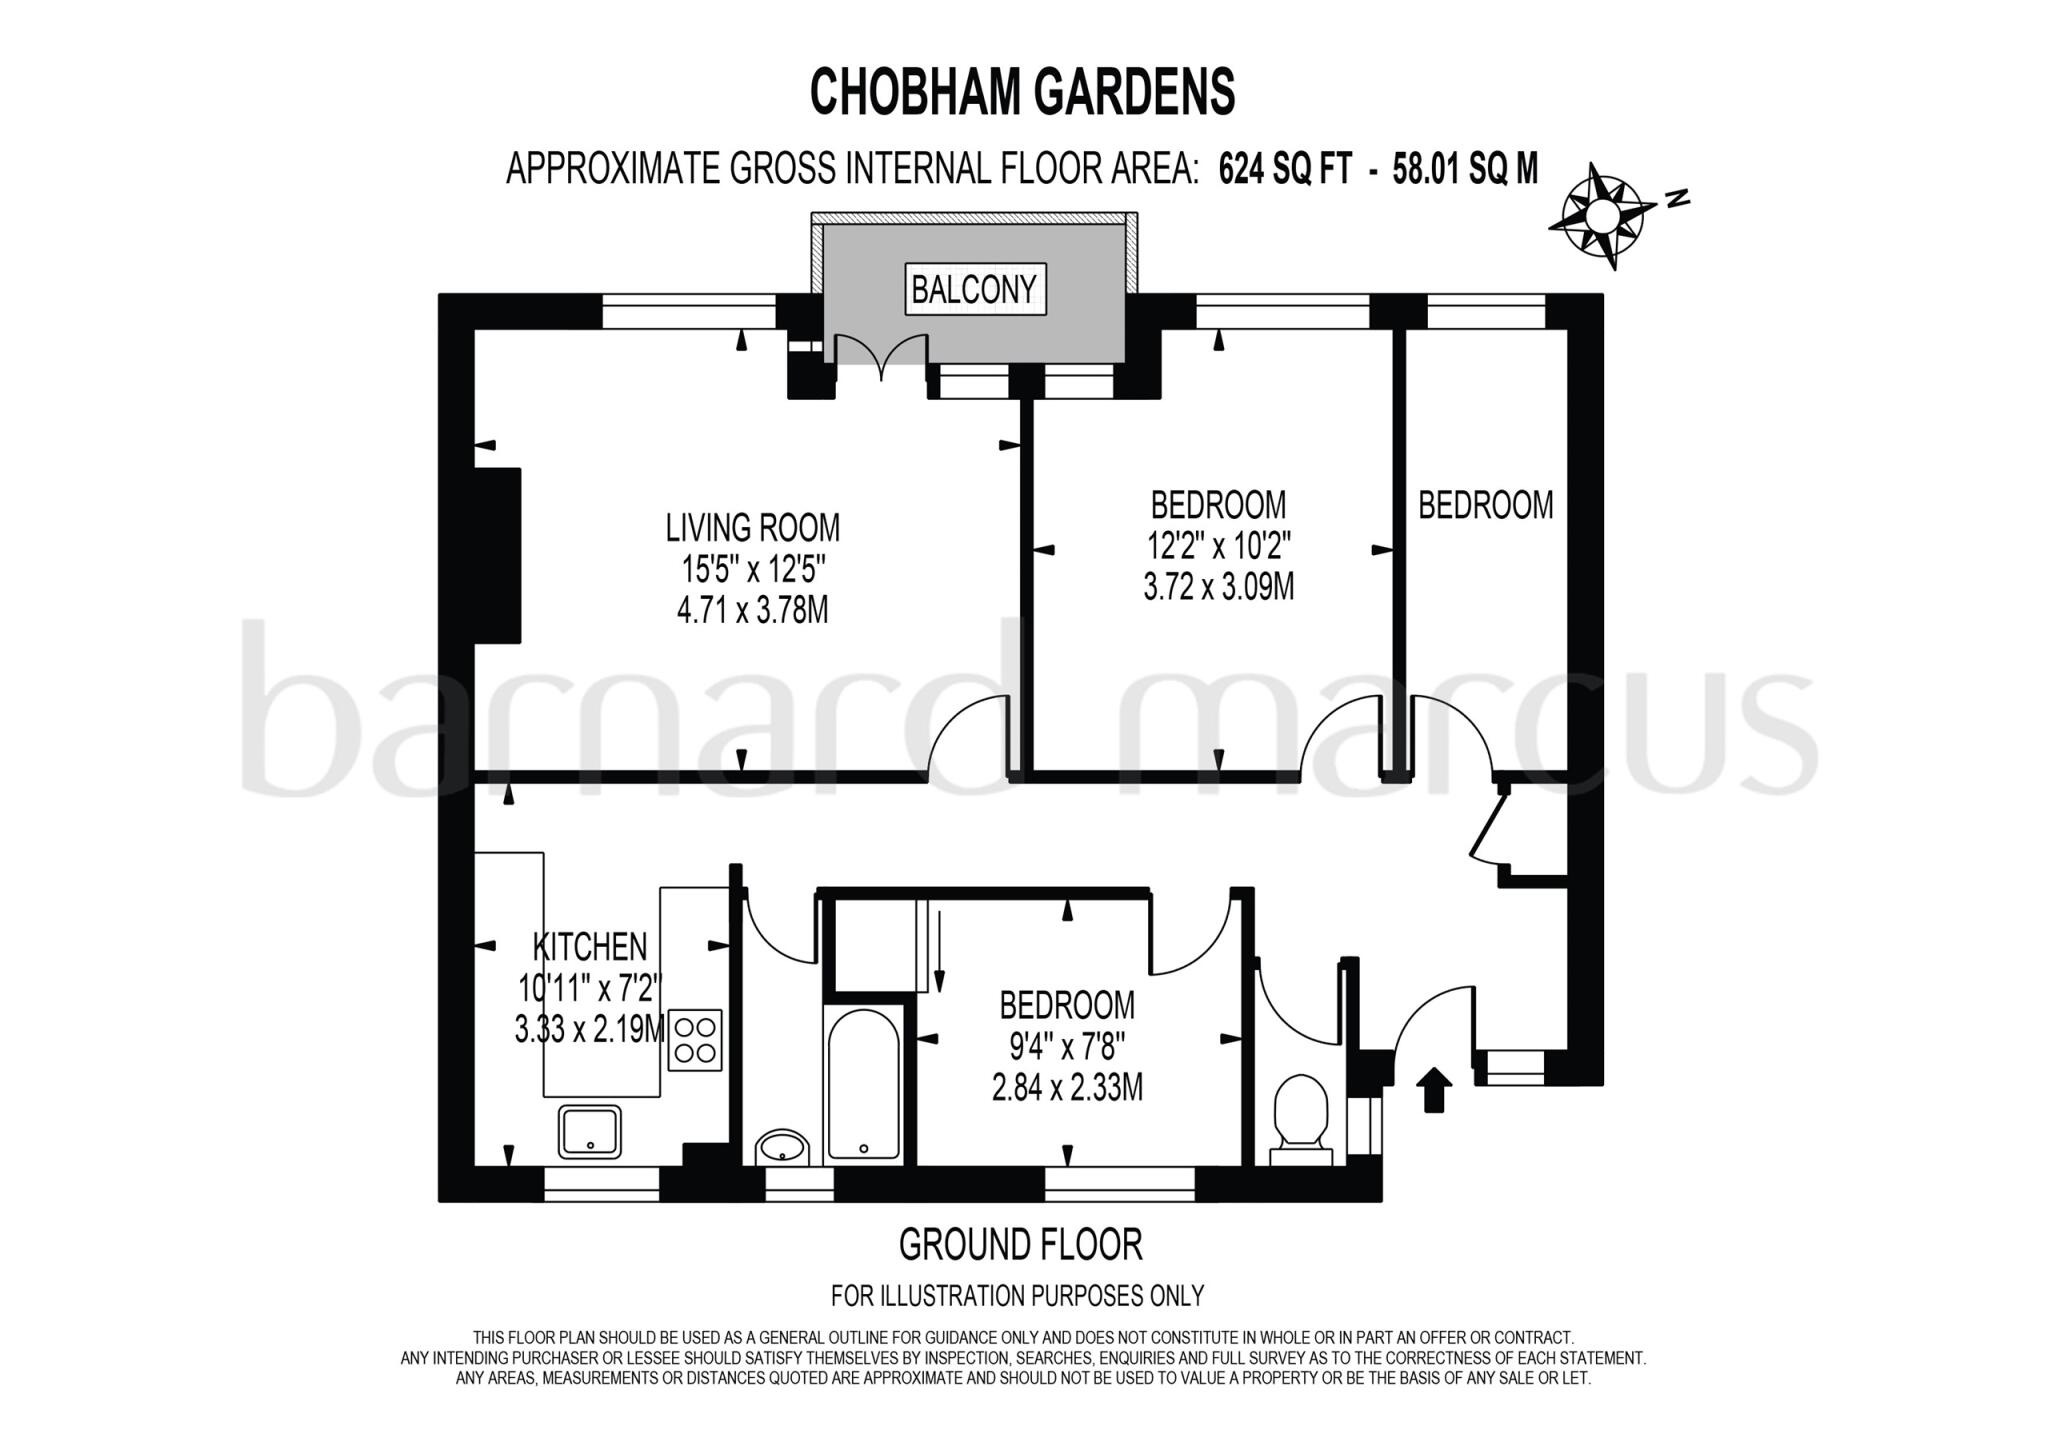 CHOBHAM GARDENS
APPROXIMATE GROSS INTERNAL FLOOR AREA: 624 SQ FT - 58.01 SQ M
N
BALCONY
LIVING ROOM
15'5" x 12'5"
4.71 x 3.78M
BEDROOM
12'2" x 10'2"
3.72 x 3.09M
BEDROOM
barnard marcus
KITCHEN
10'11" x 7'2"
3.33 x 2.19M
BEDROOM
9'4" x 7'8"
2.84 x 2.33M
GROUND FLOOR
FOR ILLUSTRATION PURPOSES ONLY
THIS FLOOR PLAN SHOULD BE USED AS A GENERAL OUTLINE FOR GUIDANCE ONLY AND DOES NOT CONSTITUTE IN WHOLE OR IN PART AN OFFER OR CONTRACT.
ANY INTENDING PURCHASER OR LESSEE SHOULD SATISFY THEMSELVES BY INSPECTION, SEARCHES, ENQUIRIES AND FULL SURVEY AS TO THE CORRECTNESS OF EACH STATEMENT.
ANY AREAS, MEASUREMENTS OR DISTANCES QUOTED ARE APPROXIMATE AND SHOULD NOT BE USED TO VALUE A PROPERTY OR BE THE BASIS OF ANY SALE OR LET.